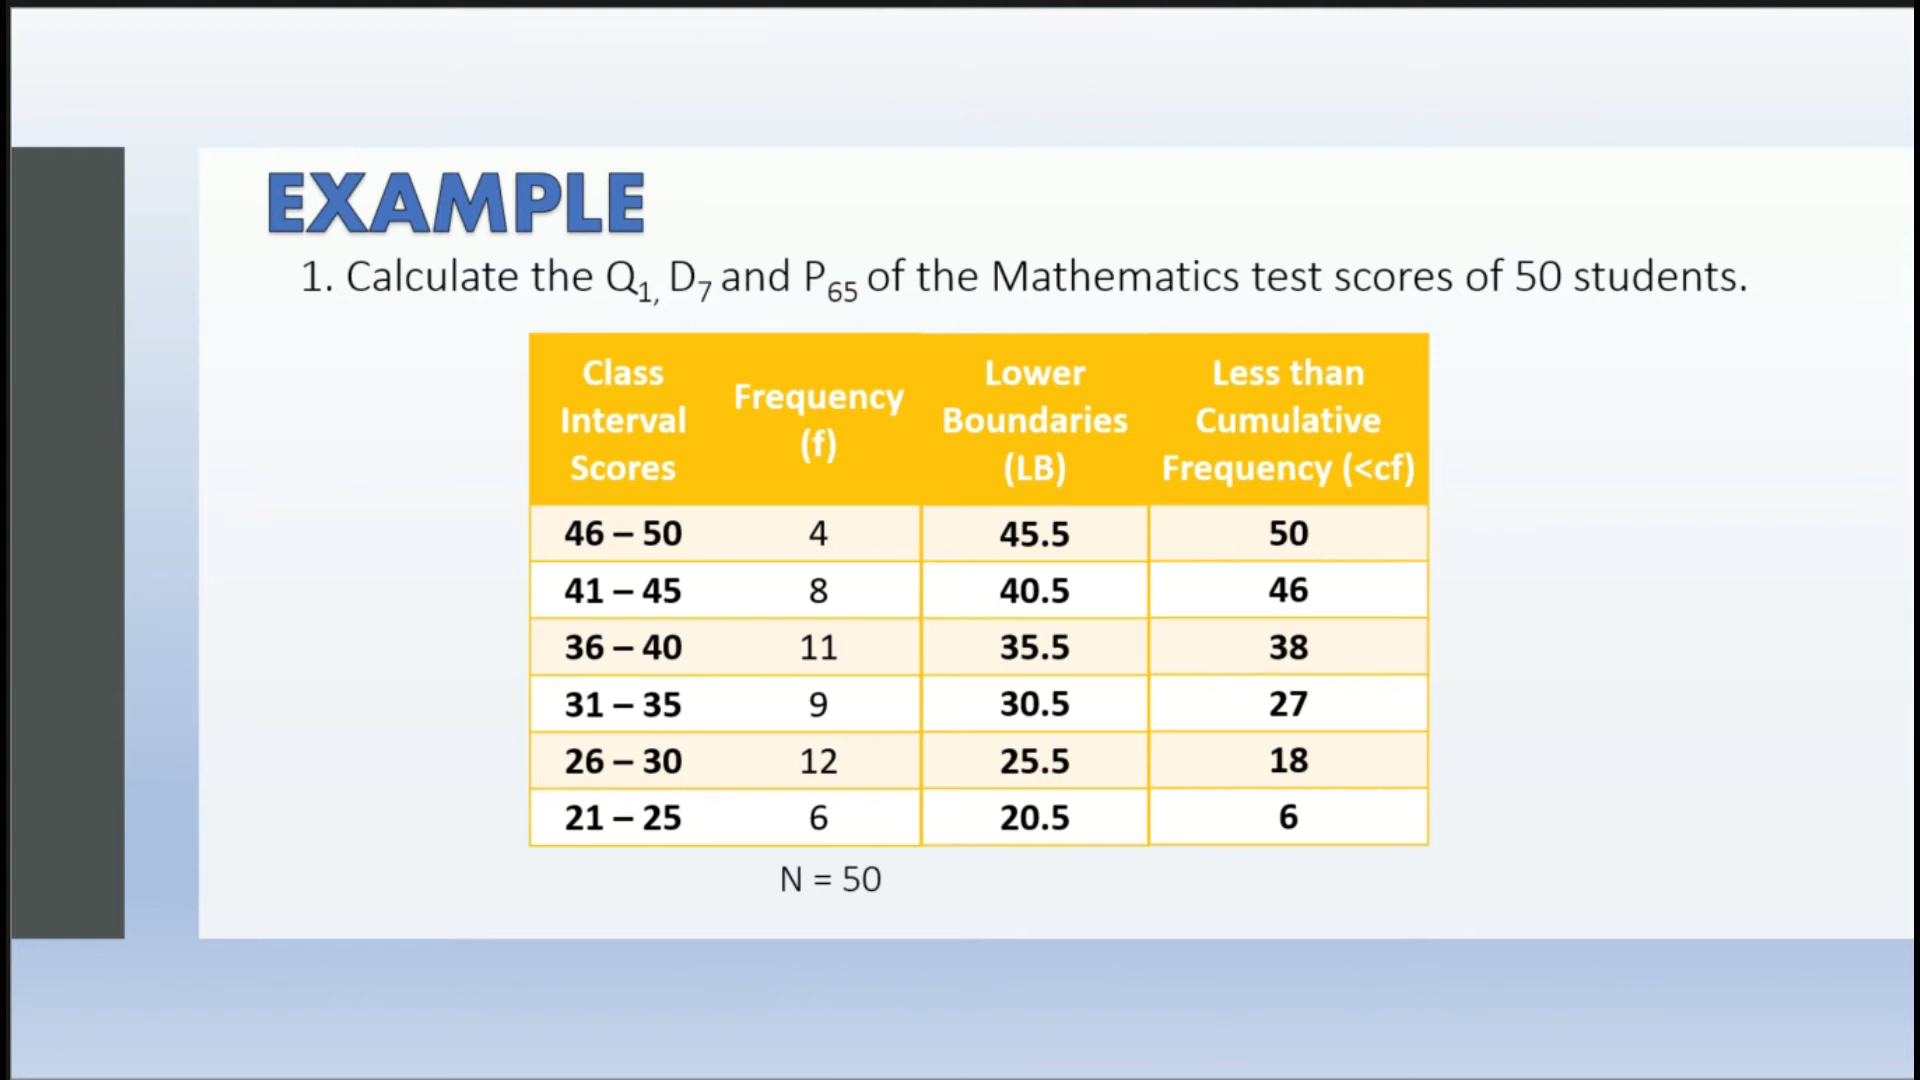 EXAMPLE
1. Calculate the Q1, D7 and P65 of the Mathematics test scores of 50 students.
Class Interval Scores Frequency (f) Lower Boundaries (LB) Less than Cumulative Frequency (<cf)
46 – 50 4 45.5 50
41 – 45 8 40.5 46
36 – 40 11 35.5 38
31 – 35 9 30.5 27
26 – 30 12 25.5 18
21 – 25 6 20.5 6
N = 50